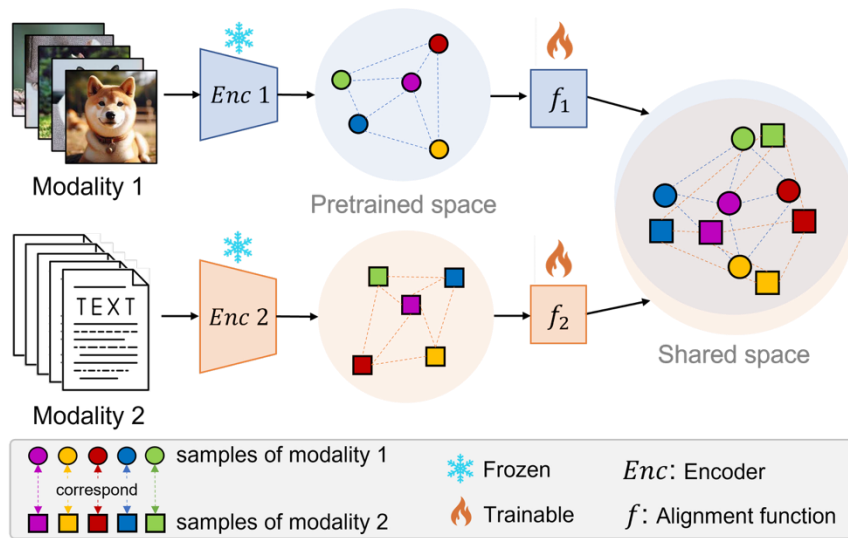 Enc 1
f₁
Modality 1
Pretrained space
TEXT
Enc 2
f₂
Shared space
Modality 2
samples of modality 1
correspond
samples of modality 2
Frozen
Trainable
Enc: Encoder
f: Alignment function